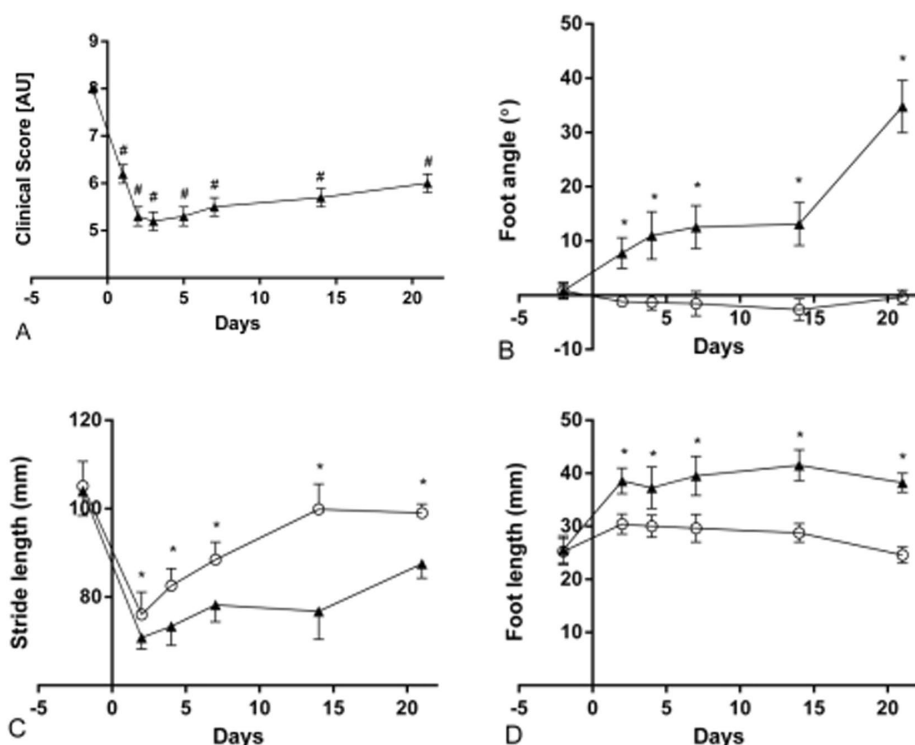 Clinical Score [AU]
9
8
7
6
5
# # # # # # #
-5 0 5 10 15 20
Days
A
Foot angle (°)
50
40
30
20
10
-10
* * * * *
-5 5 10 15 20
Days
B
Stride length (mm)
120
100
80
* * * * *
-5 0 5 10 15 20
Days
C
Foot length (mm)
50
40
30
20
10
* * * * *
-5 0 5 10 15 20
Days
D